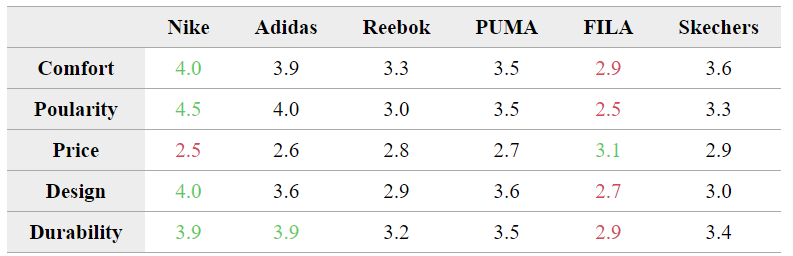 Nike Adidas Reebok PUMA FILA Skechers
Comfort 4.0 3.9 3.3 3.5 2.9 3.6
Poularity 4.5 4.0 3.0 3.5 2.5 3.3
Price 2.5 2.6 2.8 2.7 3.1 2.9
Design 4.0 3.6 2.9 3.6 2.7 3.0
Durability 3.9 3.9 3.2 3.5 2.9 3.4